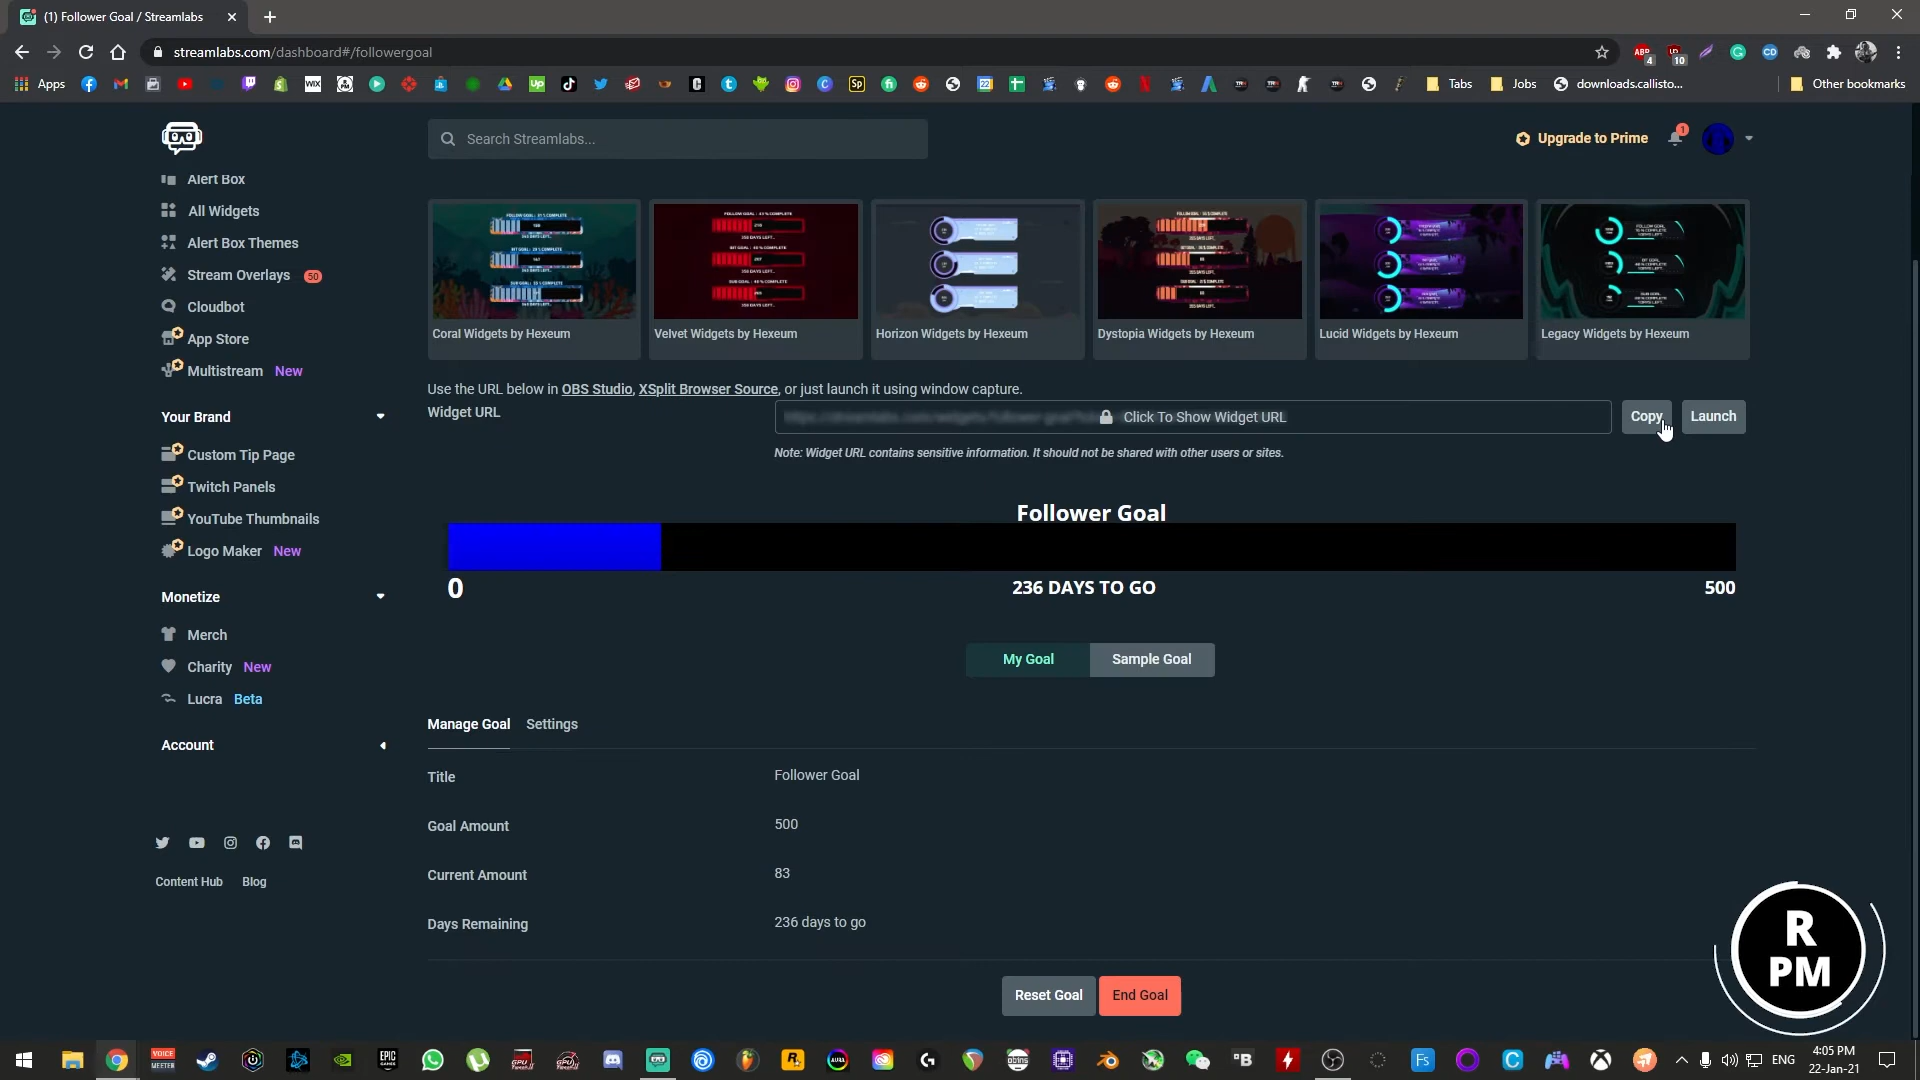 (1) Follower Goal / Streamlabs
streamlabs.com/dashboard#/followergoal
4
10
Apps
Tabs
Jobs
downloads.callisto...
Other bookmarks
Search Streamlabs...
Upgrade to Prime
1
Alert Box
All Widgets
Alert Box Themes
Stream Overlays 50
Cloudbot
App Store
Multistream New
Your Brand
Custom Tip Page
Twitch Panels
YouTube Thumbnails
Logo Maker New
Monetize
Merch
Charity New
Lucra Beta
Account
Content Hub Blog
Coral Widgets by Hexeum
Velvet Widgets by Hexeum
Horizon Widgets by Hexeum
Dystopia Widgets by Hexeum
Lucid Widgets by Hexeum
Legacy Widgets by Hexeum
Use the URL below in OBS Studio, XSplit Browser Source, or just launch it using window capture.
Widget URL
Click To Show Widget URL
Copy
Launch
Note: Widget URL contains sensitive information. It should not be shared with other users or sites.
Follower Goal
0
236 DAYS TO GO
500
My Goal
Sample Goal
Manage Goal Settings
Title Follower Goal
Goal Amount 500
Current Amount 83
Days Remaining 236 days to go
Reset Goal
End Goal
R
PM
ENG
4:05 PM
22-Jan-21